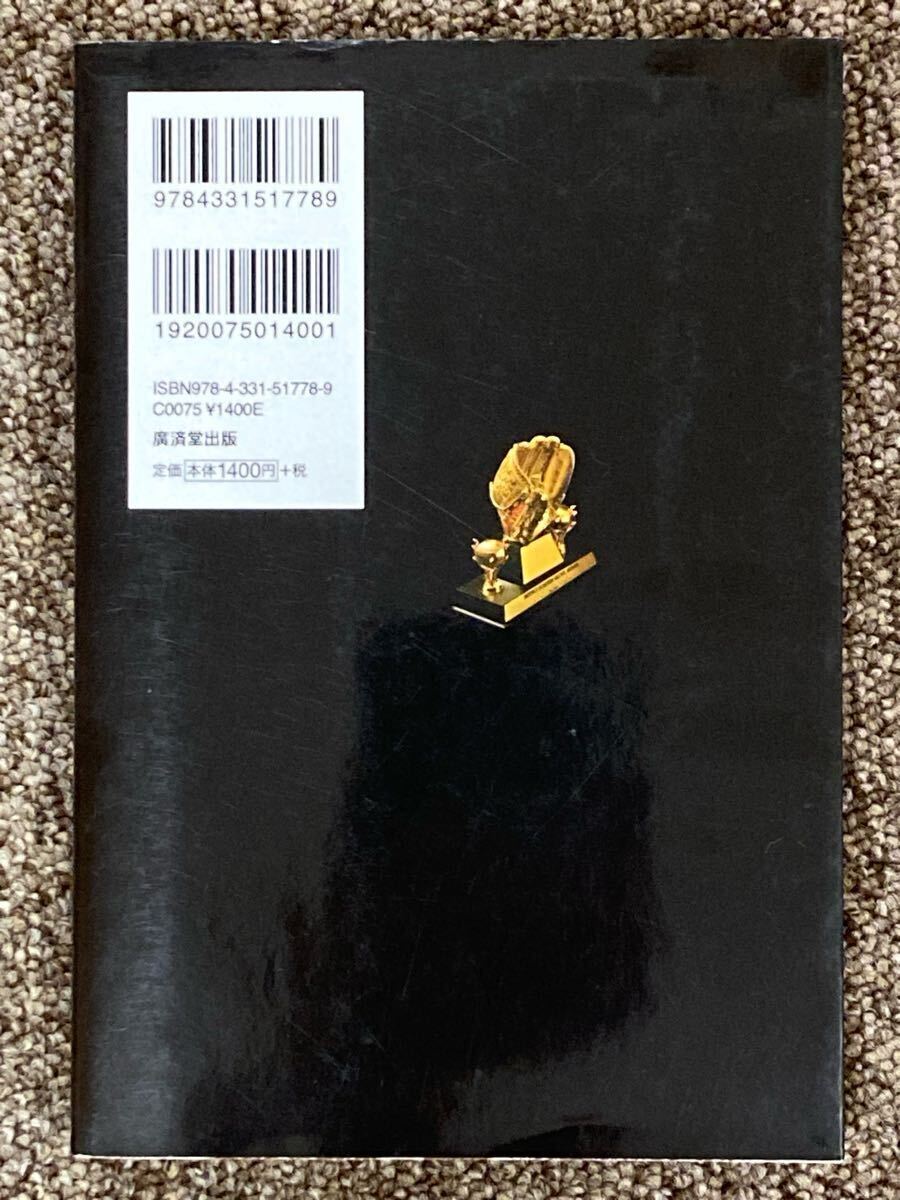 9784331517789
1920075014001
ISBN978-4-331-51778-9
C0075 ¥1400E
廣済堂出版
定価 本体1400円 +税